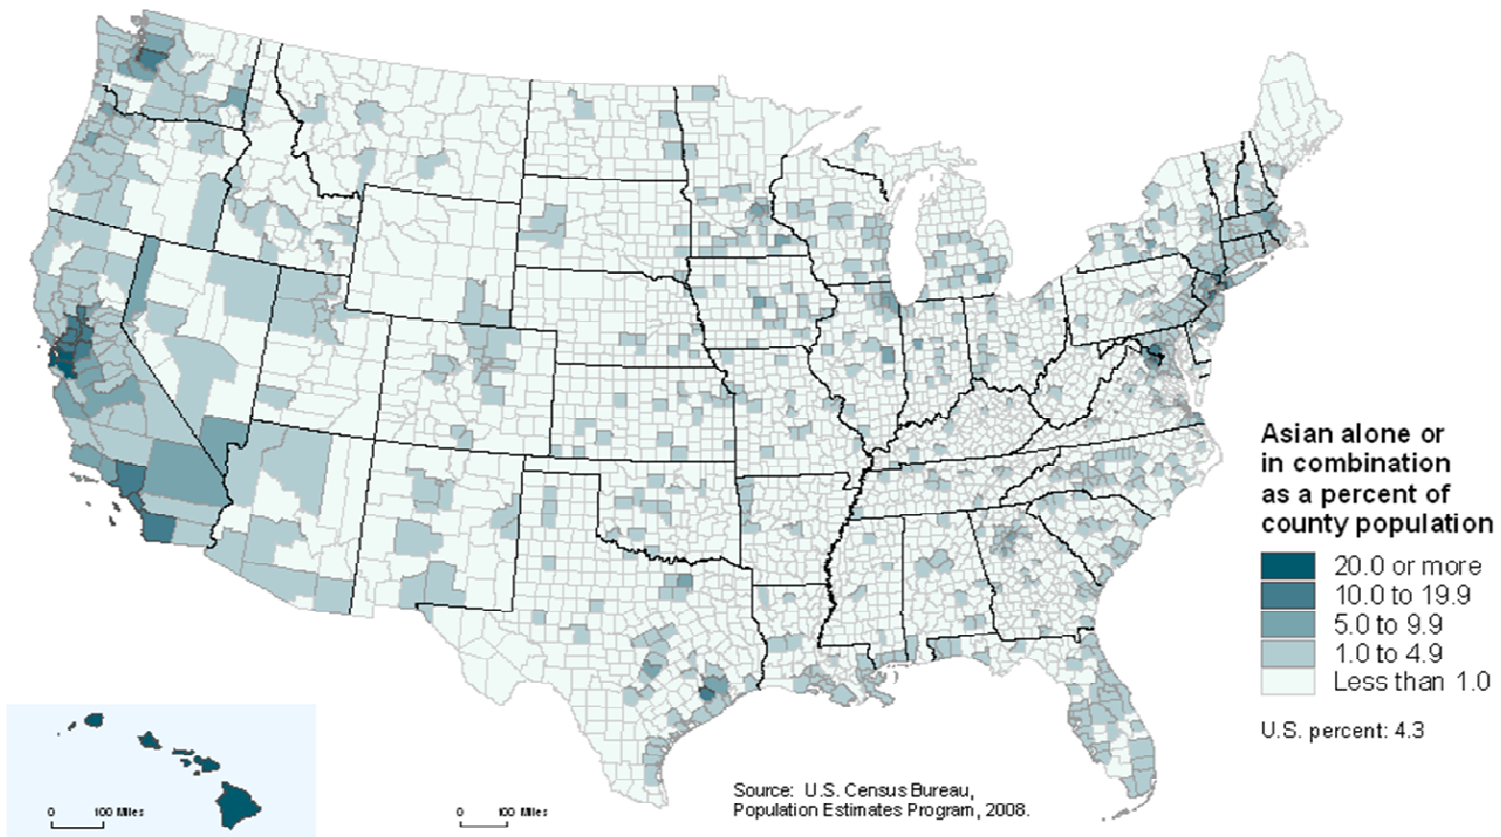 Asian alone or
in combination
as a percent of
county population
20.0 or more
10.0 to 19.9
5.0 to 9.9
1.0 to 4.9
Less than 1.0
U.S. percent: 4.3
Source: U.S. Census Bureau,
Population Estimates Program, 2008.
0 100 Miles
0 100 Miles